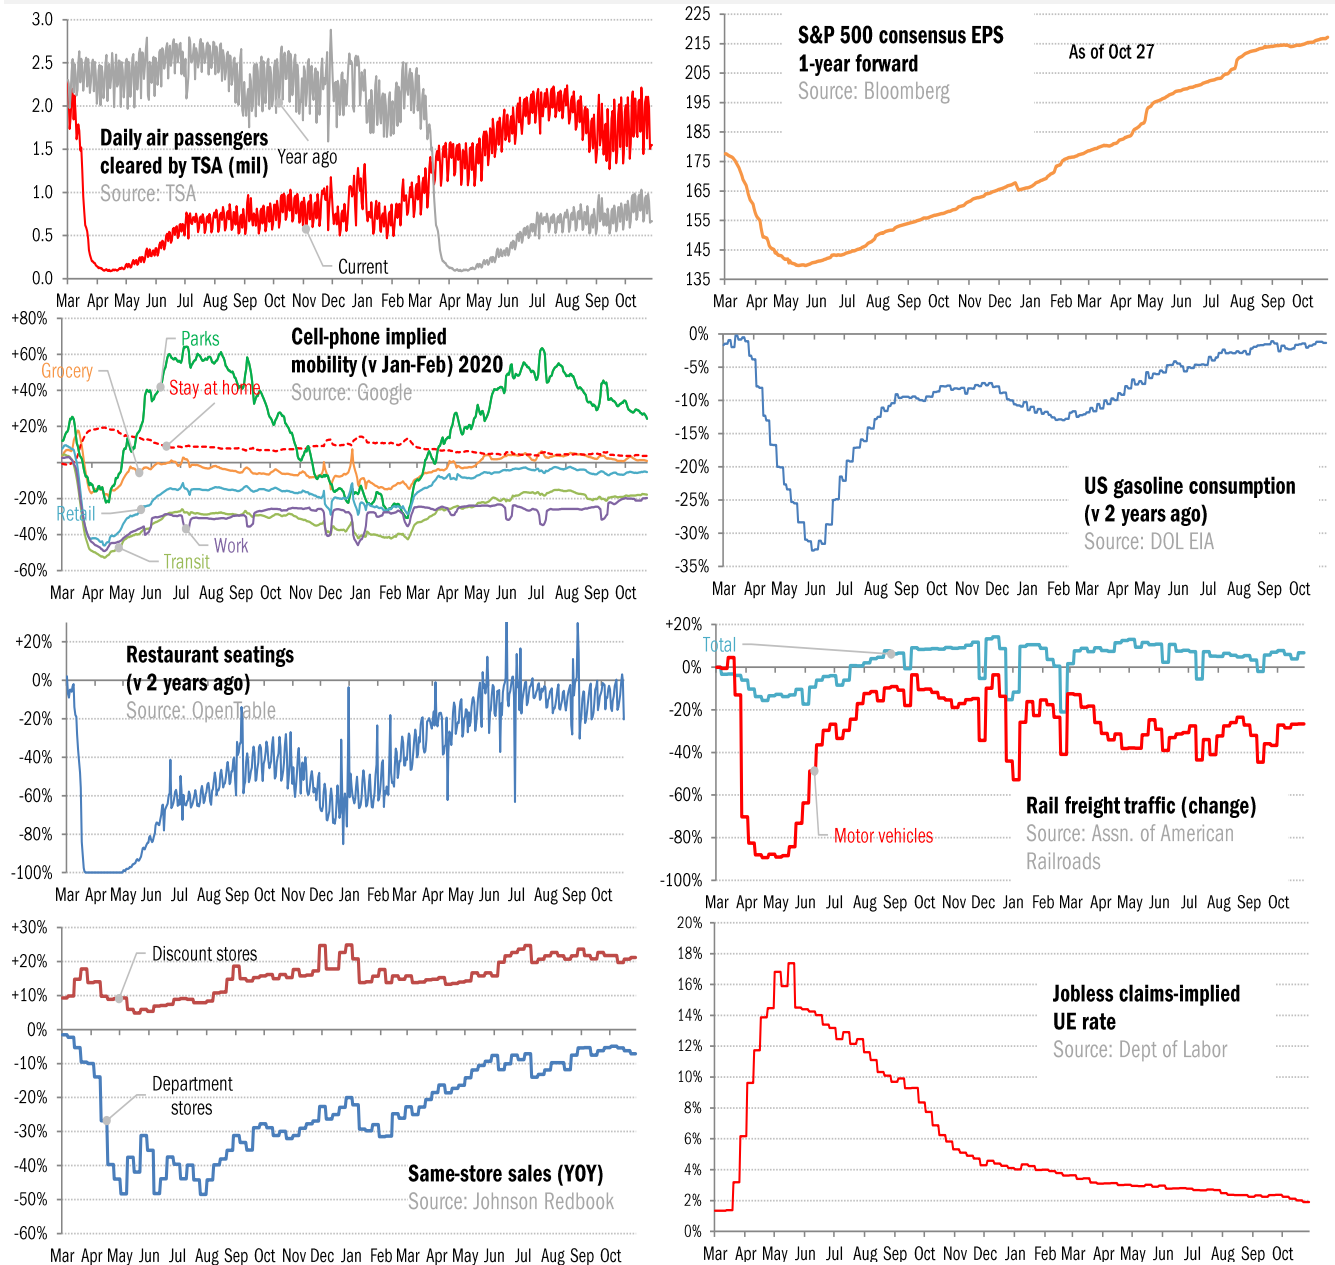 3.0
2.5
2.0
1.5
1.0
0.5
0.0
Daily air passengers
cleared by TSA (mil)
Source: TSA
Year ago
Current
Mar Apr May Jun Jul Aug Sep Oct Nov Dec Jan Feb Mar Apr May Jun Jul Aug Sep Oct
225
215
205
195
185
175
165
155
145
135
S&P 500 consensus EPS
1-year forward
Source: Bloomberg
As of Oct 27
Mar Apr May Jun Jul Aug Sep Oct Nov Dec Jan Feb Mar Apr May Jun Jul Aug Sep Oct
+80%
+60%
+40%
+20%
-20%
-40%
-60%
Parks
Grocery
Stay at home
Cell-phone implied
mobility (v Jan-Feb) 2020
Source: Google
Retail
Work
Transit
Mar Apr May Jun Jul Aug Sep Oct Nov Dec Jan Feb Mar Apr May Jun Jul Aug Sep Oct
0%
-5%
-10%
-15%
-20%
-25%
-30%
-35%
US gasoline consumption
(v 2 years ago)
Source: DOL EIA
Mar Apr May Jun Jul Aug Sep Oct Nov Dec Jan Feb Mar Apr May Jun Jul Aug Sep Oct
+20%
0%
-20%
-40%
-60%
-80%
-100%
Restaurant seatings
(v 2 years ago)
Source: OpenTable
Mar Apr May Jun Jul Aug Sep Oct Nov Dec Jan Feb Mar Apr May Jun Jul Aug Sep Oct
+20%
0%
-20%
-40%
-60%
-80%
-100%
Total
Motor vehicles
Rail freight traffic (change)
Source: Assn. of American
Railroads
Mar Apr May Jun Jul Aug Sep Oct Nov Dec Jan Feb Mar Apr May Jun Jul Aug Sep Oct
+30%
+20%
+10%
0%
-10%
-20%
-30%
-40%
-50%
-60%
Discount stores
Department
stores
Same-store sales (YOY)
Source: Johnson Redbook
Mar Apr May Jun Jul Aug Sep Oct Nov Dec Jan Feb Mar Apr May Jun Jul Aug Sep Oct
20%
18%
16%
14%
12%
10%
8%
6%
4%
2%
0%
Jobless claims-implied
UE rate
Source: Dept of Labor
Mar Apr May Jun Jul Aug Sep Oct Nov Dec Jan Feb Mar Apr May Jun Jul Aug Sep Oct